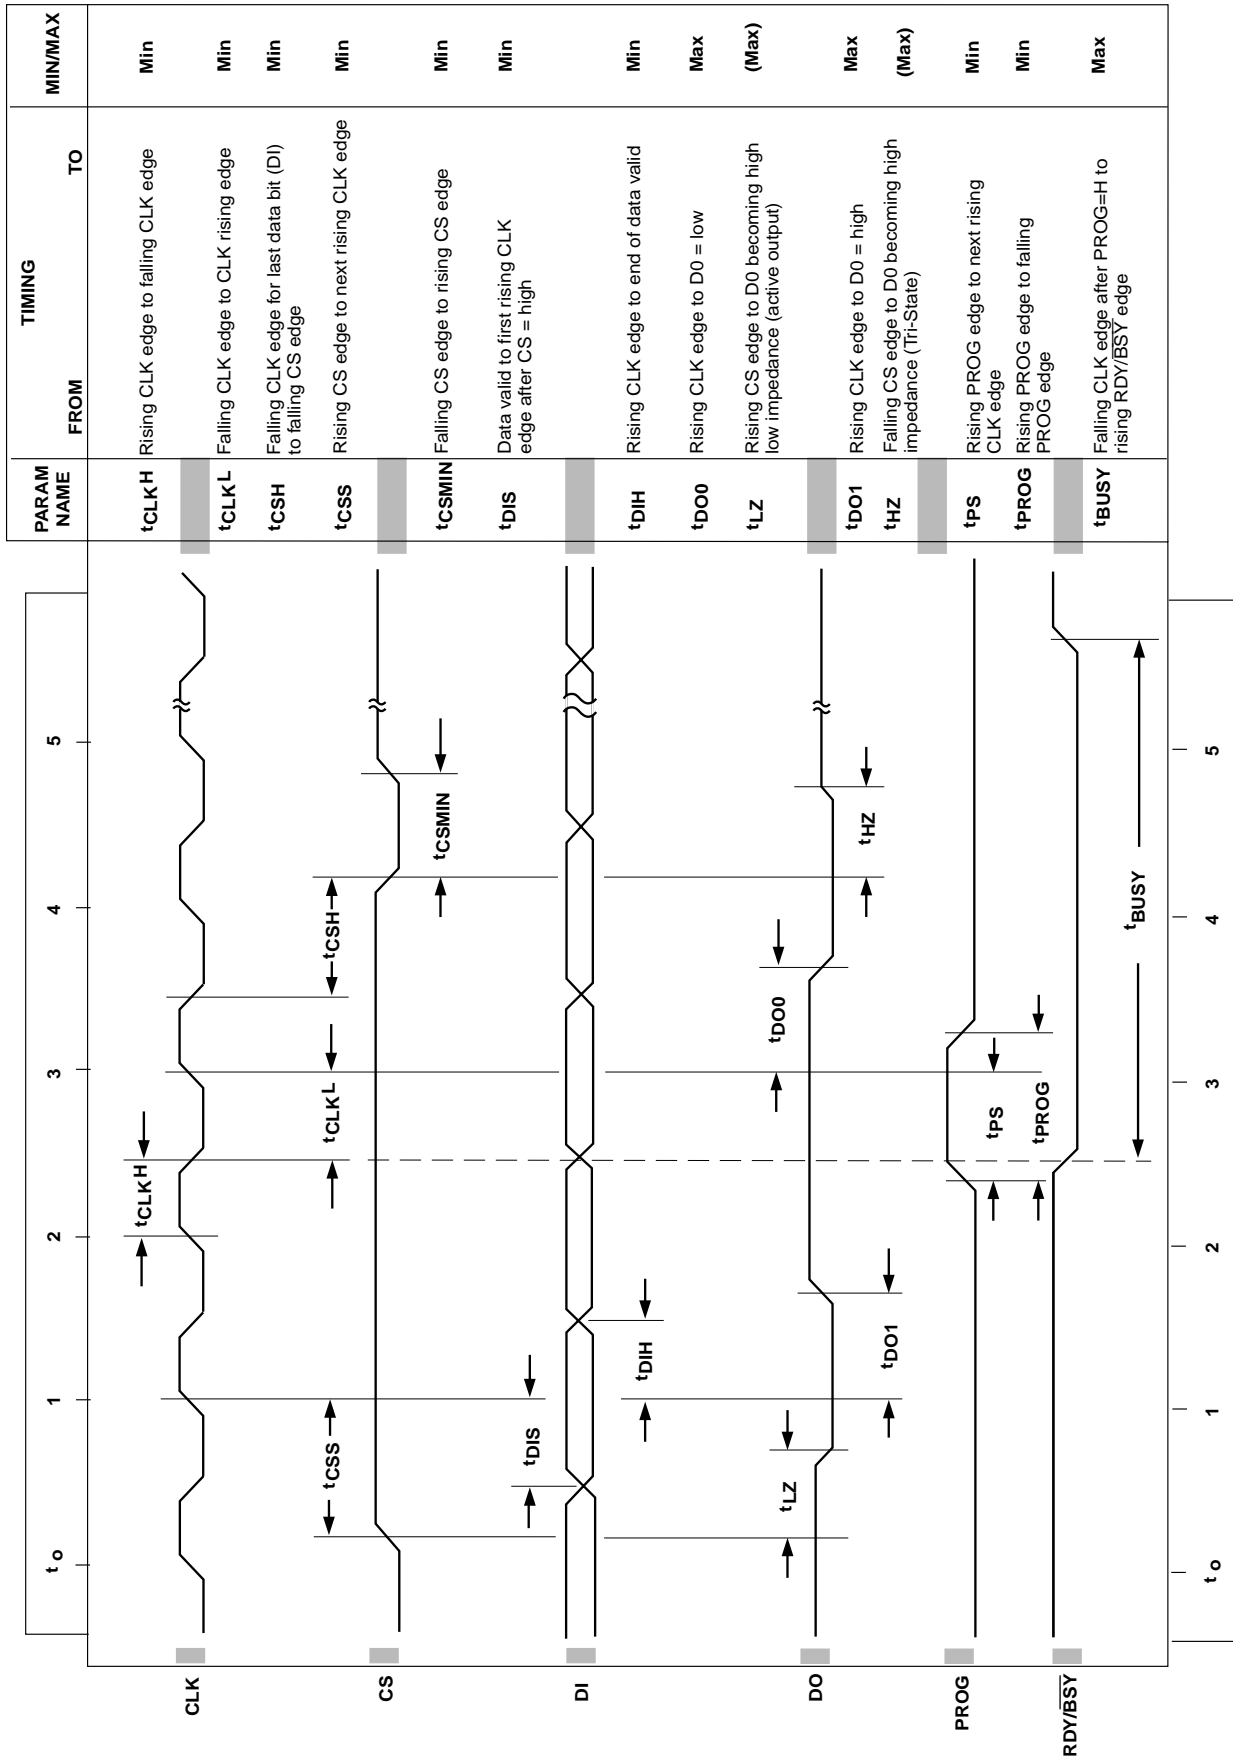 t o 1 2 3 4 5
PARAM NAME
TIMING
FROM TO
MIN/MAX
CLK
tCLKH
tCLKH Rising CLK edge to falling CLK edge Min
tCLKL Falling CLK edge to CLK rising edge Min
tCSH Falling CLK edge for last data bit (DI)
to falling CS edge Min
tCSS tCLKL tCSH
tCSS Rising CS edge to next rising CLK edge Min
CS
tCSMIN
tCSMIN Falling CS edge to rising CS edge Min
tDIS
tDIS Data valid to first rising CLK
edge after CS = high Min
DI
tDIH
tDIH Rising CLK edge to end of data valid Min
tDO0 Rising CLK edge to D0 = low Max
tLZ tDO0
tLZ Rising CS edge to D0 becoming high
low impedance (active output) (Max)
DO
tDO1 tHZ
tDO1 Rising CLK edge to D0 = high Max
tHZ Falling CS edge to D0 becoming high
impedance (Tri-State) (Max)
PROG
tPS
tPS Rising PROG edge to next rising
CLK edge Min
tPROG
tPROG Rising PROG edge to falling
PROG edge Min
RDY/BSY
tBUSY
tBUSY Falling CLK edge after PROG=H to
rising RDY/BSY edge Max
t o 1 2 3 4 5